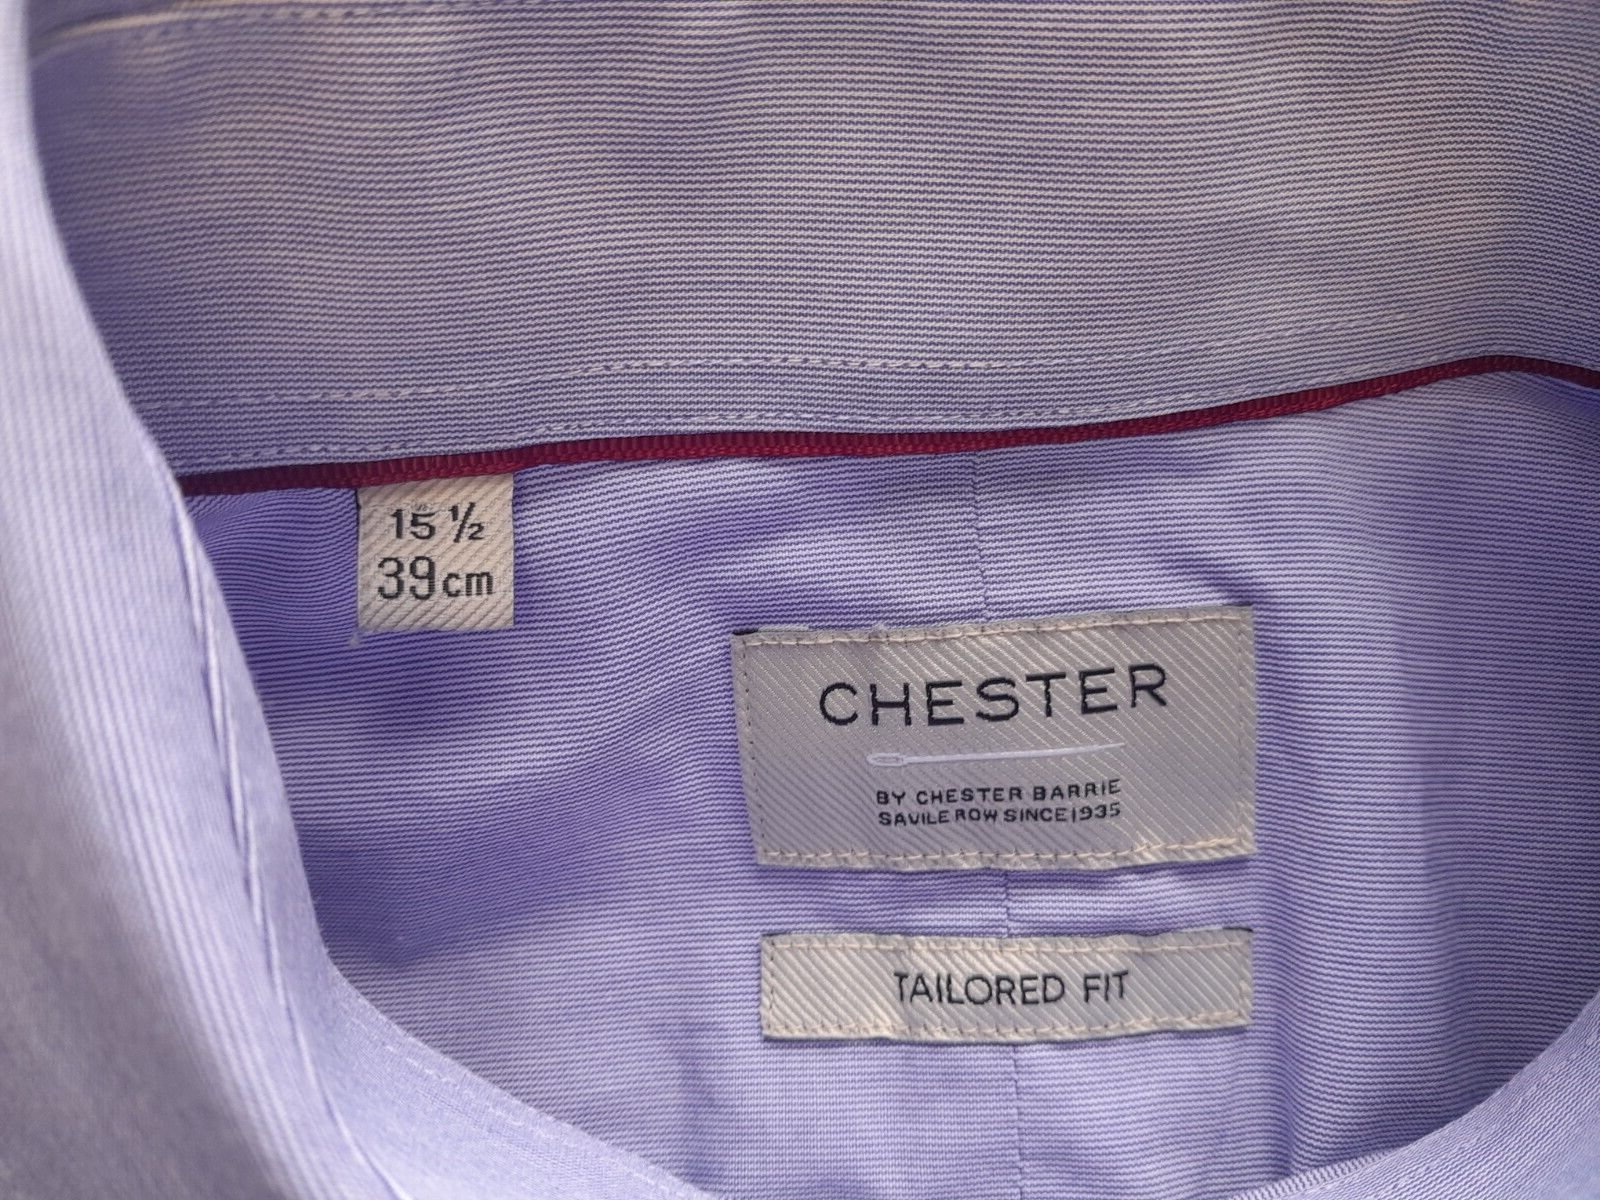 15 ½
39cm
CHESTER
BY CHESTER BARRIE
SAVILE ROW SINCE 1935
TAILORED FIT